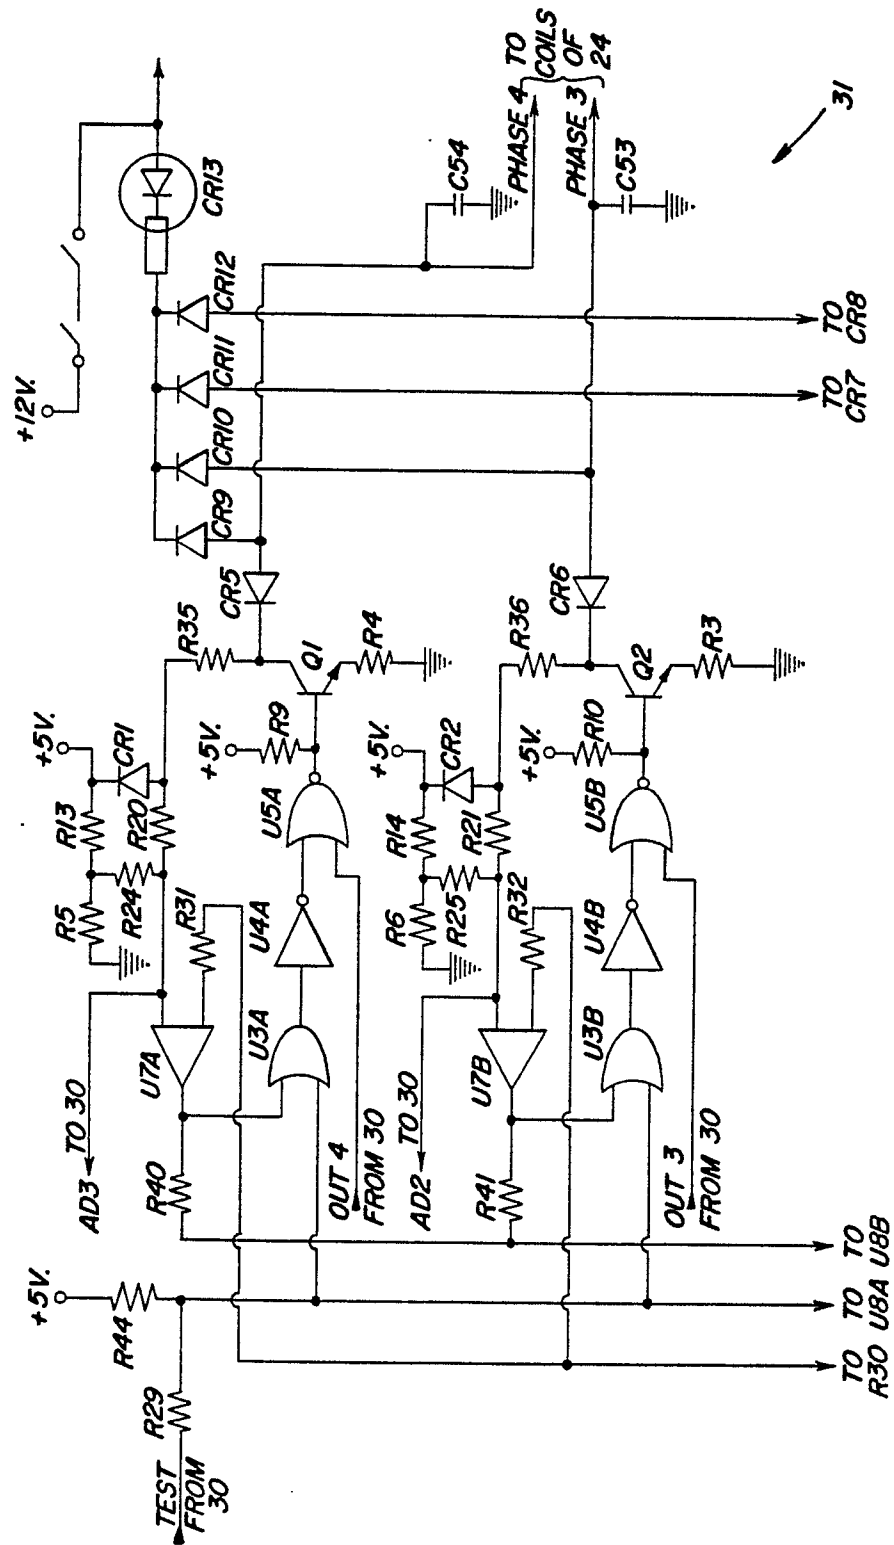 +12V.
CR13
CR12
CR11
CR10
CR9
CR5
C54
PHASE 4
TO
COILS
OF
24
PHASE 3
C53
31
TO
CR8
TO
CR7
+5V.
R13
CR1
R5
R24
R20
R35
TO 30
AD3
U7A
R31
+5V.
R9
Q1
R4
U5A
U4A
U3A
R40
OUT 4
FROM 30
+5V.
R14
CR2
R6
R25
R21
R36
CR6
TO 30
AD2
U7B
R32
+5V.
R10
Q2
R3
U5B
U4B
U3B
R41
OUT 3
FROM 30
+5V.
R44
R29
TEST
FROM
30
TO
U8B
TO
U8A
TO
R30